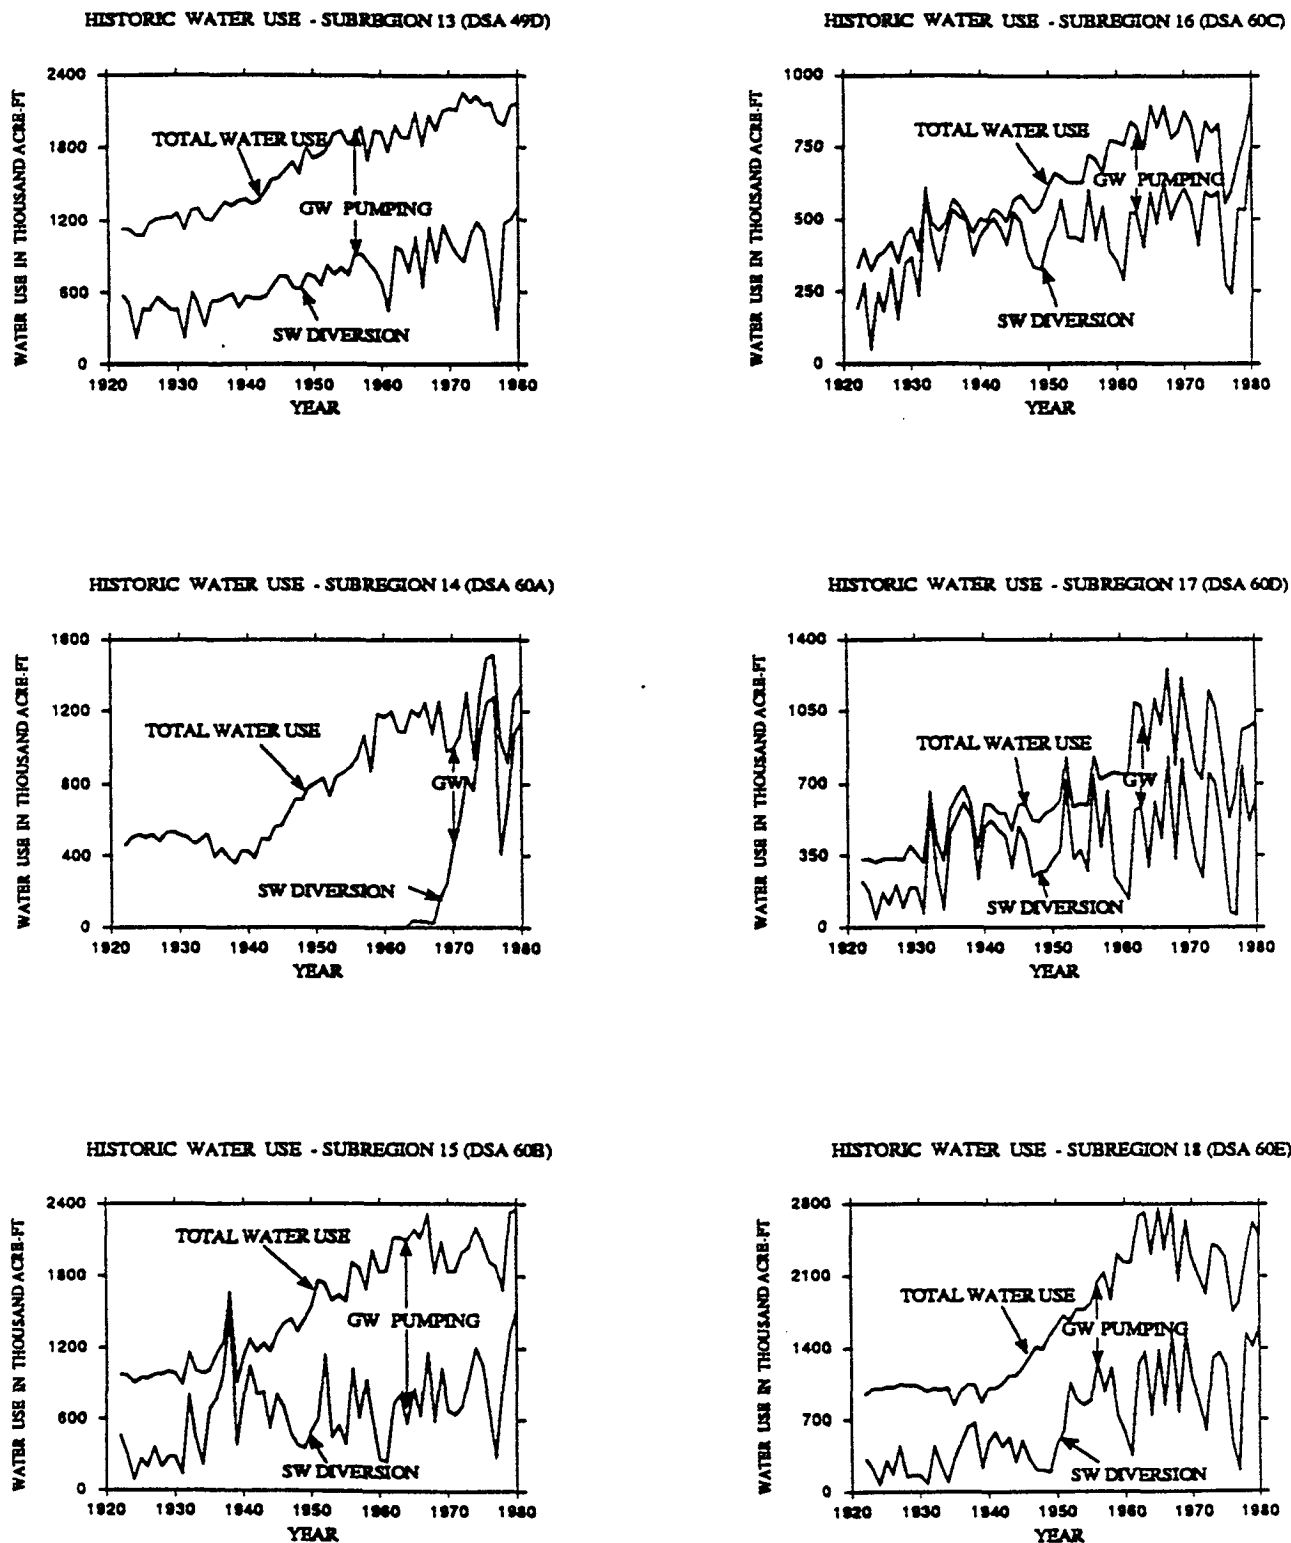 HISTORIC WATER USE - SUBREGION 13 (DSA 49D)
WATER USE IN THOUSAND ACRE-FT
2400
1800
1200
600
0
TOTAL WATER USE
GW PUMPING
SW DIVERSION
1920 1930 1940 1950 1960 1970 1980
YEAR
HISTORIC WATER USE - SUBREGION 16 (DSA 60C)
WATER USE IN THOUSAND ACRE-FT
1000
750
500
250
0
TOTAL WATER USE
GW PUMPING
SW DIVERSION
1920 1930 1940 1950 1960 1970 1980
YEAR
HISTORIC WATER USE - SUBREGION 14 (DSA 60A)
WATER USE IN THOUSAND ACRE-FT
1600
1200
800
400
0
TOTAL WATER USE
GW
SW DIVERSION
1920 1930 1940 1950 1960 1970 1980
YEAR
HISTORIC WATER USE - SUBREGION 17 (DSA 60D)
WATER USE IN THOUSAND ACRE-FT
1400
1050
700
350
0
TOTAL WATER USE
GW
SW DIVERSION
1920 1930 1940 1950 1960 1970 1980
YEAR
HISTORIC WATER USE - SUBREGION 15 (DSA 60B)
WATER USE IN THOUSAND ACRE-FT
2400
1800
1200
600
0
TOTAL WATER USE
GW PUMPING
SW DIVERSION
1920 1930 1940 1950 1960 1970 1980
YEAR
HISTORIC WATER USE - SUBREGION 18 (DSA 60E)
WATER USE IN THOUSAND ACRE-FT
2800
2100
1400
700
0
TOTAL WATER USE
GW PUMPING
SW DIVERSION
1920 1930 1940 1950 1960 1970 1980
YEAR